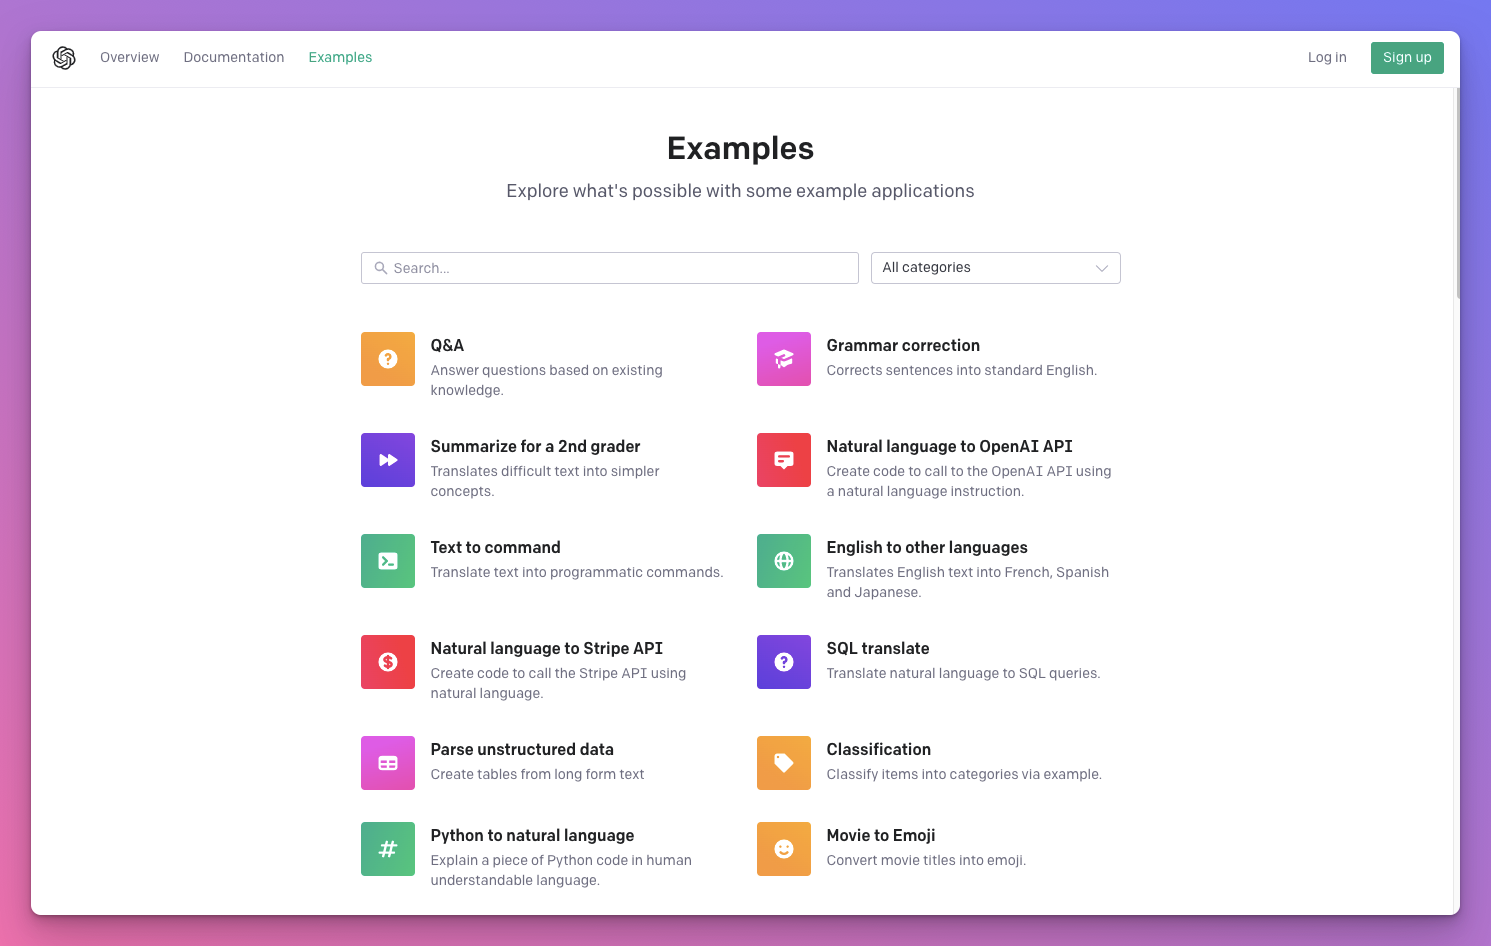 Overview Documentation Examples Log in Sign up
Examples
Explore what's possible with some example applications
Search...
All categories
Q&A
Answer questions based on existing
knowledge.
Grammar correction
Corrects sentences into standard English.
Summarize for a 2nd grader
Translates difficult text into simpler
concepts.
Natural language to OpenAI API
Create code to call to the OpenAI API using
a natural language instruction.
Text to command
Translate text into programmatic commands.
English to other languages
Translates English text into French, Spanish
and Japanese.
Natural language to Stripe API
Create code to call the Stripe API using
natural language.
SQL translate
Translate natural language to SQL queries.
Parse unstructured data
Create tables from long form text
Classification
Classify items into categories via example.
Python to natural language
Explain a piece of Python code in human
understandable language.
Movie to Emoji
Convert movie titles into emoji.